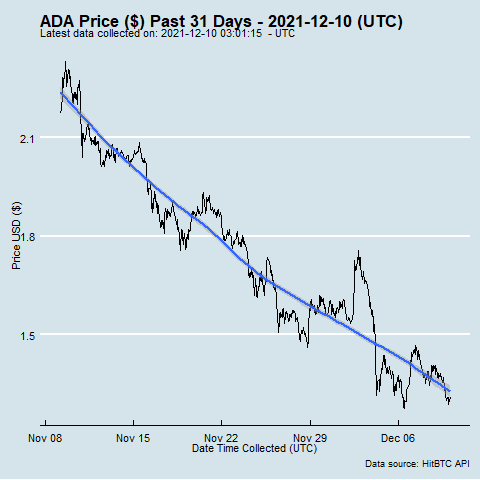 ADA Price ($) Past 31 Days - 2021-12-10 (UTC)
Latest data collected on: 2021-12-10 03:01:15  - UTC
Price USD ($)
2.1
1.8
1.5
Nov 08 Nov 15 Nov 22 Nov 29 Dec 06
Date Time Collected (UTC)
Data source: HitBTC API